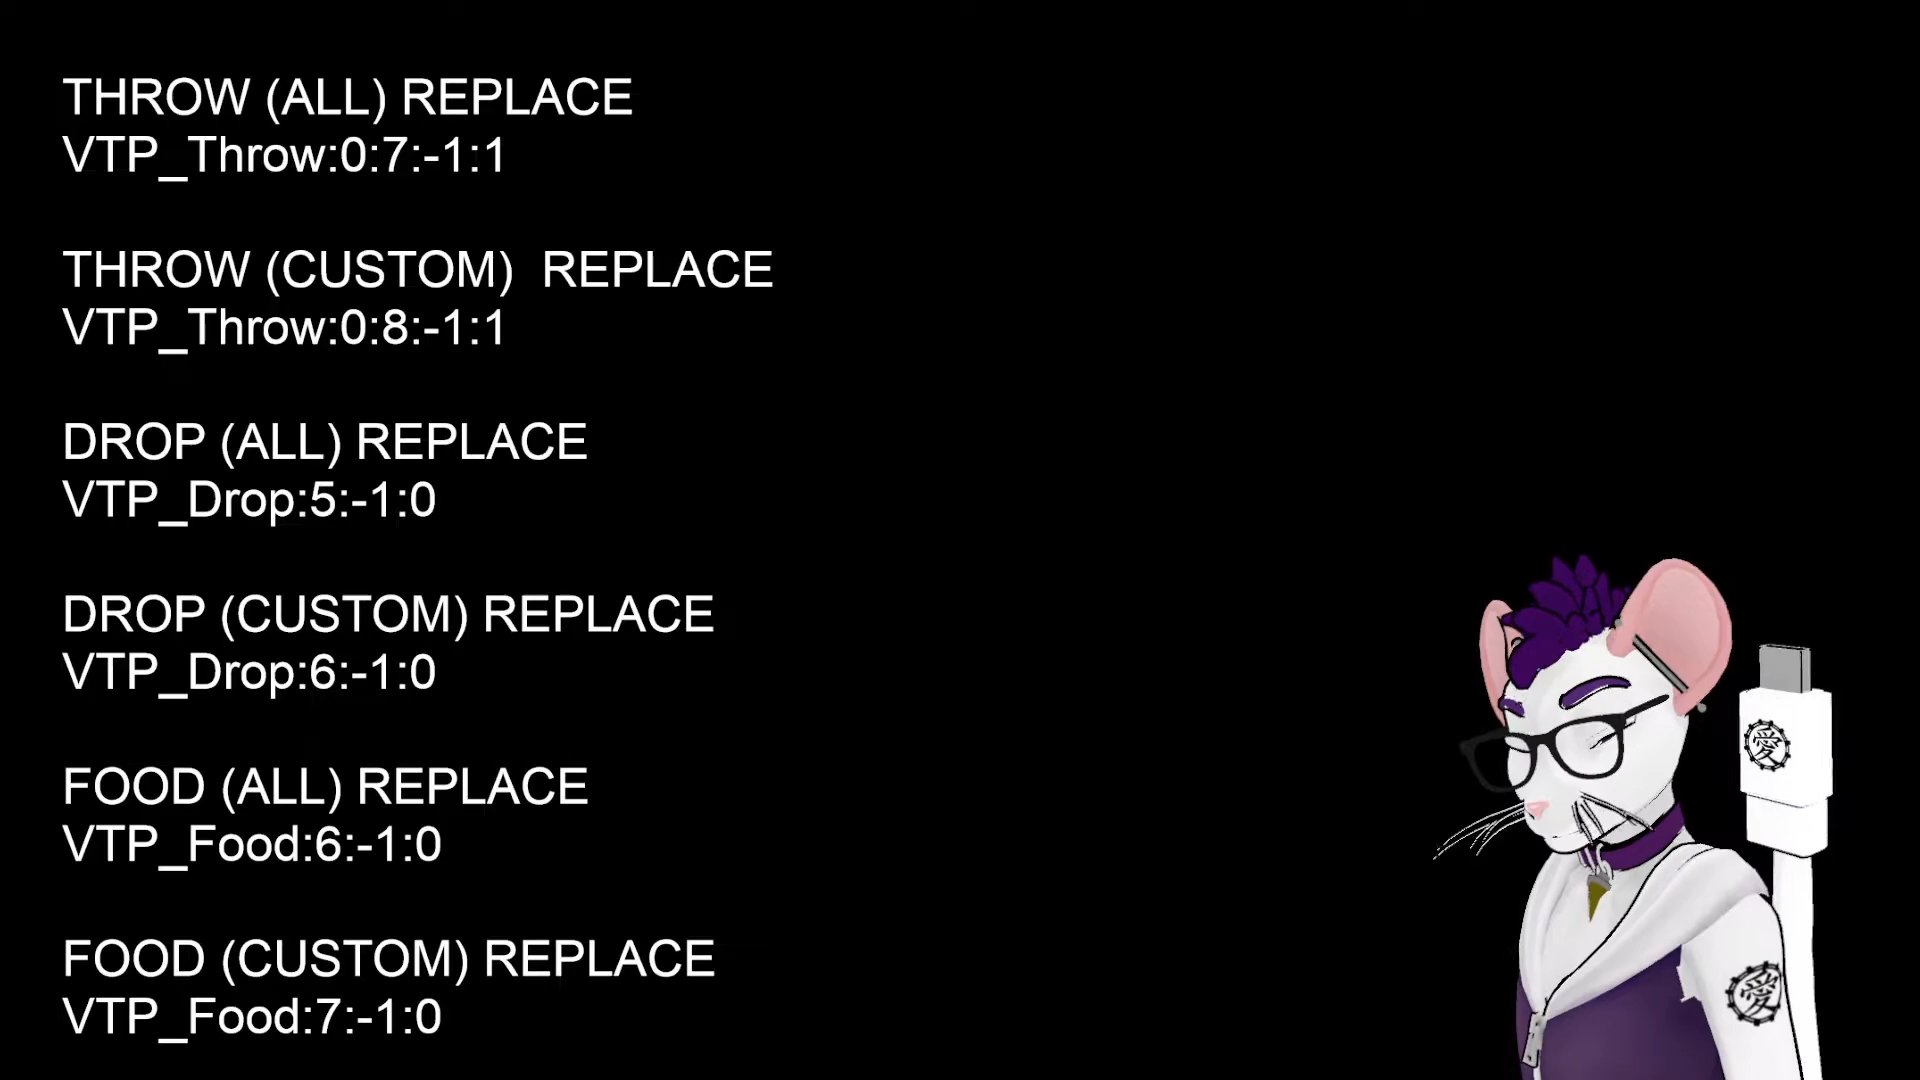 THROW (ALL) REPLACE
VTP_Throw:0:7:-1:1
THROW (CUSTOM)  REPLACE
VTP_Throw:0:8:-1:1
DROP (ALL) REPLACE
VTP_Drop:5:-1:0
DROP (CUSTOM) REPLACE
VTP_Drop:6:-1:0
FOOD (ALL) REPLACE
VTP_Food:6:-1:0
FOOD (CUSTOM) REPLACE
VTP_Food:7:-1:0
愛
愛